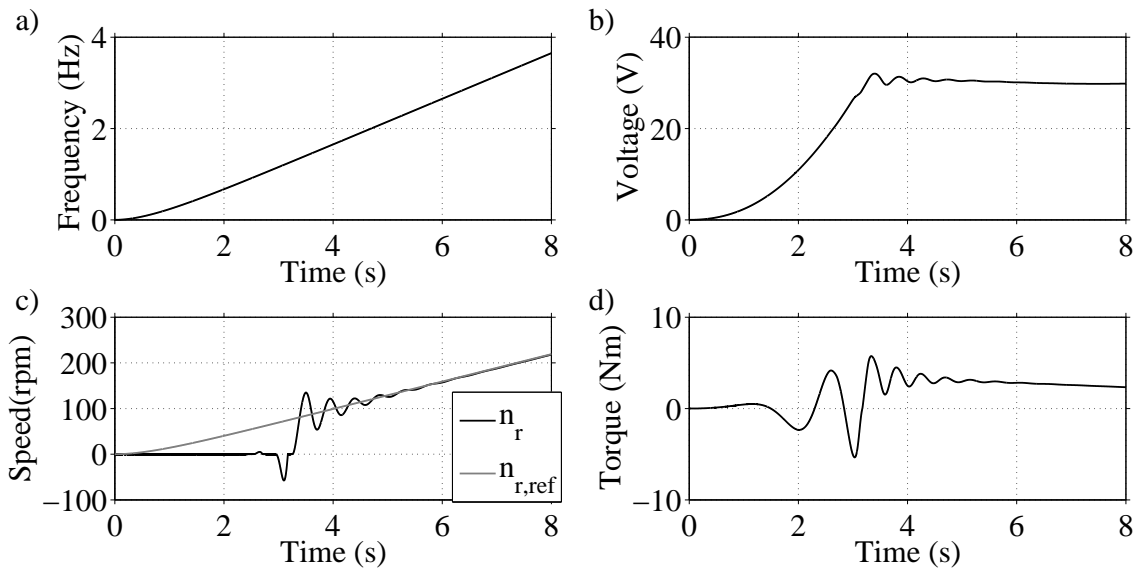 a)
Frequency (Hz)
4
2
0
0 2 4 6 8
Time (s)
b)
Voltage (V)
40
20
0
0 2 4 6 8
Time (s)
c)
Speed(rpm)
300
200
100
0
−100
0 2 4 6 8
Time (s)
n_r
n_{r,ref}
d)
Torque (Nm)
10
0
−10
0 2 4 6 8
Time (s)